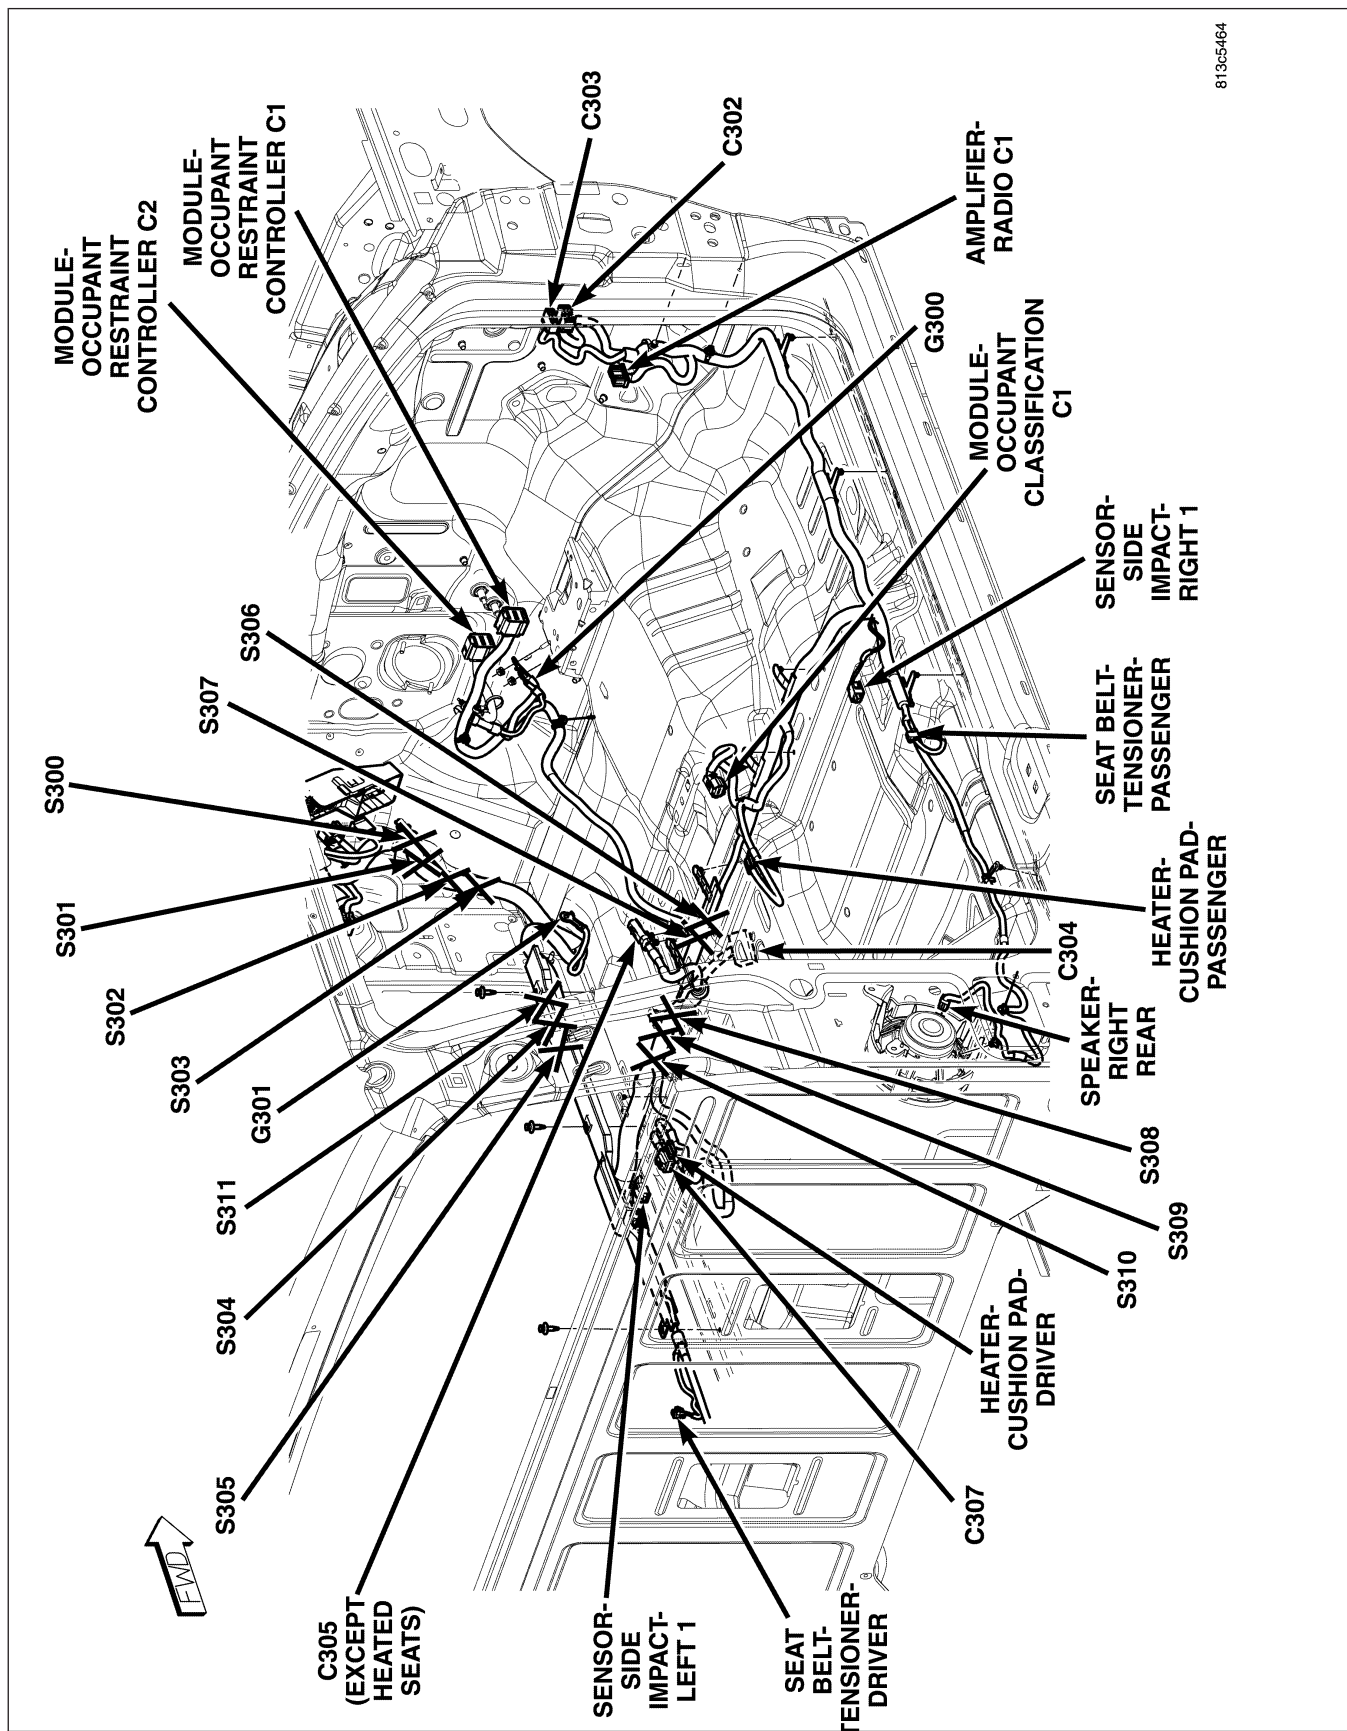 MODULE-
OCCUPANT
RESTRAINT
CONTROLLER C2
MODULE-
OCCUPANT
RESTRAINT
CONTROLLER C1
C303
C302
AMPLIFIER-
RADIO C1
G300
MODULE-
OCCUPANT
CLASSIFICATION
C1
SENSOR-
SIDE
IMPACT-
RIGHT 1
SEAT BELT-
TENSIONER-
PASSENGER
HEATER-
CUSHION PAD-
PASSENGER
C304
SPEAKER-
RIGHT
REAR
S308
S309
S310
HEATER-
CUSHION PAD-
DRIVER
C307
SEAT
BELT-
TENSIONER-
DRIVER
SENSOR-
SIDE
IMPACT-
LEFT 1
C305
(EXCEPT
HEATED
SEATS)
S305
S304
S311
G301
S303
S302
S301
S300
S307
S306
FWD
813c5464